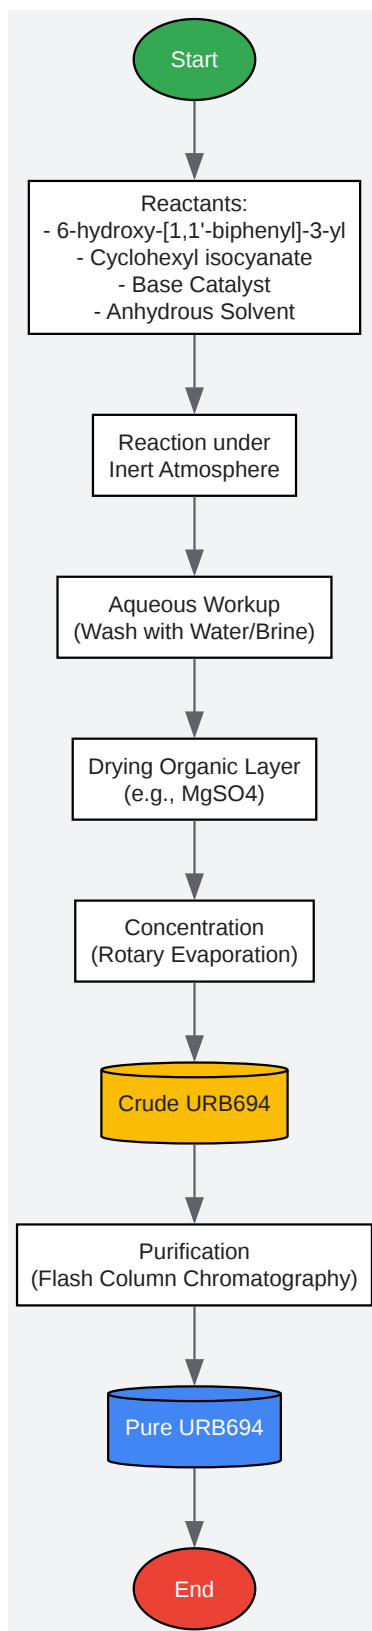 Start
Reactants:
- 6-hydroxy-[1,1'-biphenyl]-3-yl
- Cyclohexyl isocyanate
- Base Catalyst
- Anhydrous Solvent
Reaction under
Inert Atmosphere
Aqueous Workup
(Wash with Water/Brine)
Drying Organic Layer
(e.g., MgSO4)
Concentration
(Rotary Evaporation)
Crude URB694
Purification
(Flash Column Chromatography)
Pure URB694
End